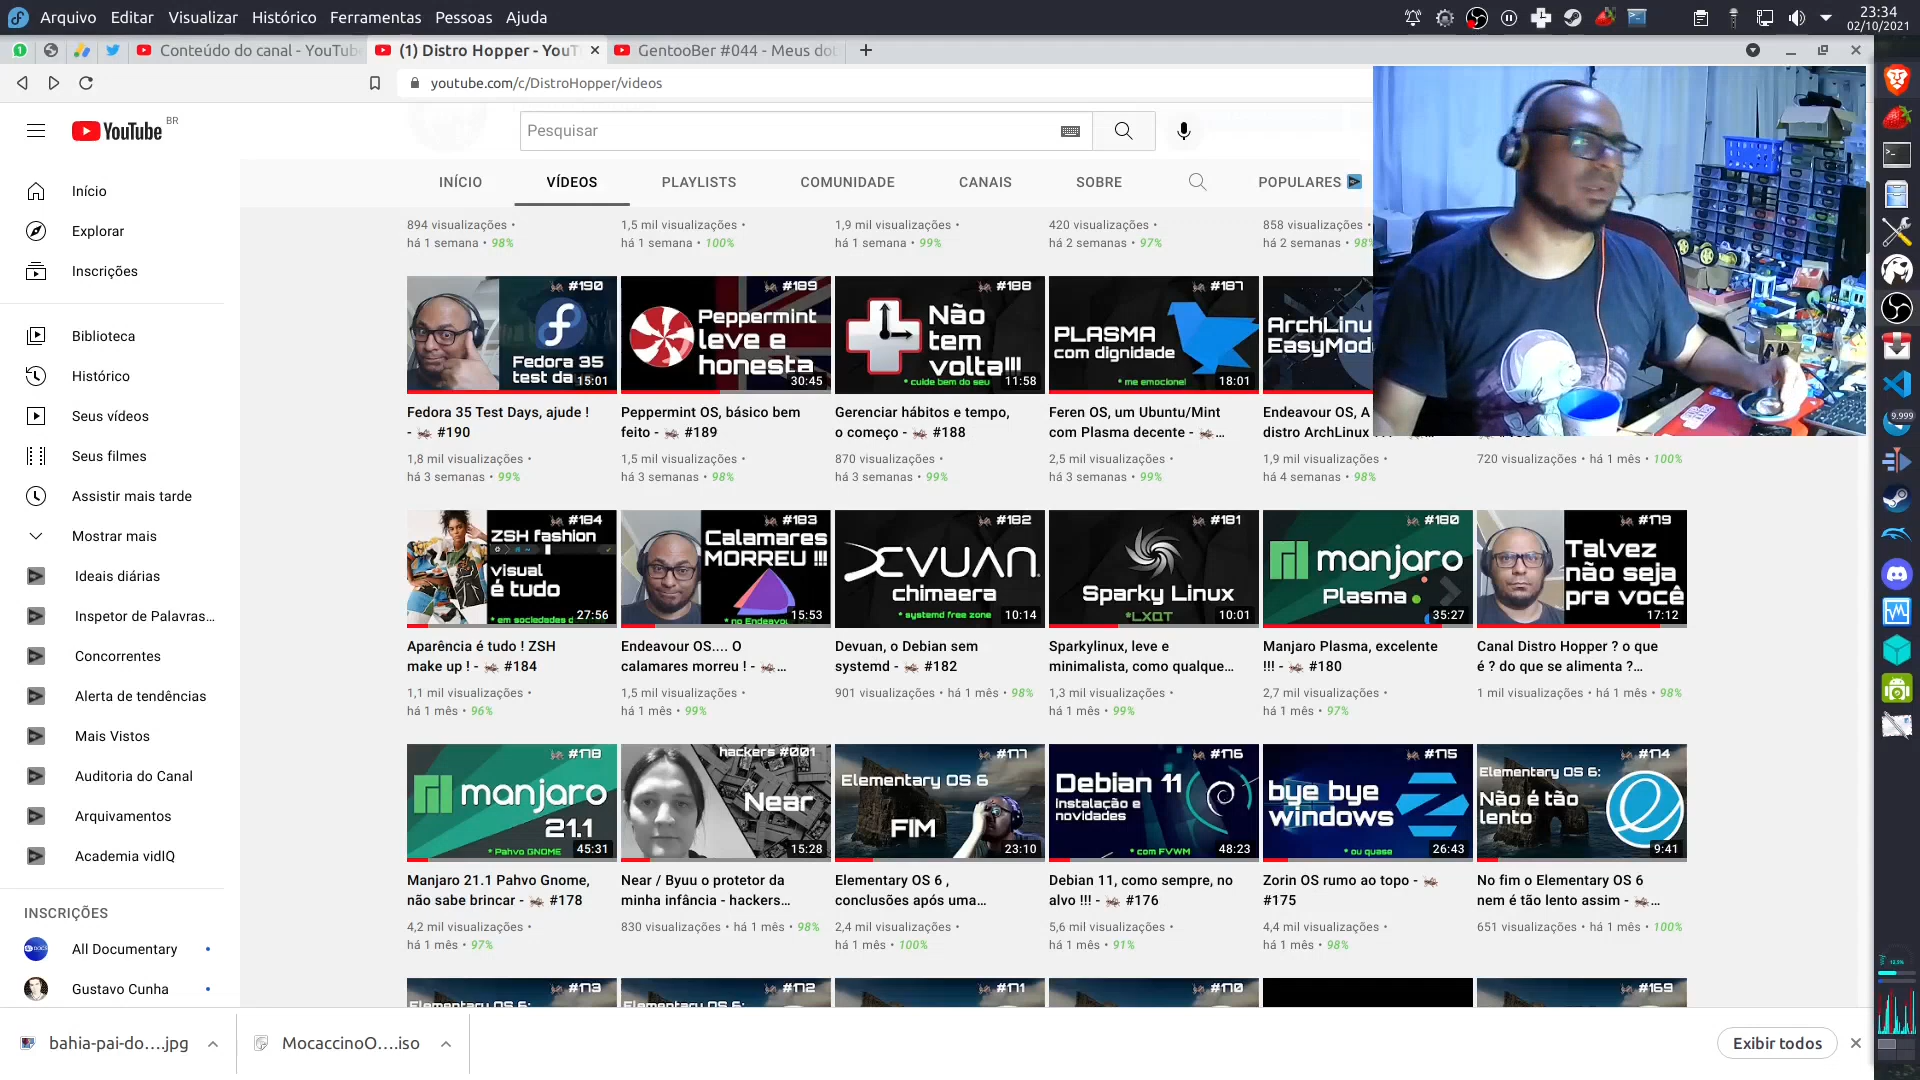 Arquivo Editar Visualizar Histórico Ferramentas Pessoas Ajuda
23:34
02/10/2021
Conteúdo do canal - YouTub
(1) Distro Hopper - YouT
GentooBer #044 - Meus dot
youtube.com/c/DistroHopper/videos
YouTube BR
Pesquisar
INÍCIO VÍDEOS PLAYLISTS COMUNIDADE CANAIS SOBRE POPULARES
Início
Explorar
Inscrições
Biblioteca
Histórico
Seus vídeos
Seus filmes
Assistir mais tarde
Mostrar mais
Ideais diárias
Inspetor de Palavras...
Concorrentes
Alerta de tendências
Mais Vistos
Auditoria do Canal
Arquivamentos
Academia vidIQ
INSCRIÇÕES
All Documentary
Gustavo Cunha
894 visualizações •
há 1 semana • 98%
1,5 mil visualizações •
há 1 semana • 100%
1,9 mil visualizações •
há 1 semana • 99%
420 visualizações •
há 2 semanas • 97%
858 visualizações •
há 2 semanas • 98%
#190
Fedora 35
test da
15:01
Fedora 35 Test Days, ajude !
- #190
1,8 mil visualizações •
há 3 semanas • 99%
#189
Peppermint
leve e
honesta
30:45
Peppermint OS, básico bem
feito - #189
1,5 mil visualizações •
há 3 semanas • 98%
#188
Não
tem
volta!!!
* cuide bem do seu
11:58
Gerenciar hábitos e tempo,
o começo - #188
870 visualizações •
há 3 semanas • 99%
#187
PLASMA
com dignidade
* me emocionei
18:01
Feren OS, um Ubuntu/Mint
com Plasma decente -
2,5 mil visualizações •
há 3 semanas • 99%
ArchLinu
EasyMod
Endeavour OS, A
distro ArchLinux
1,9 mil visualizações •
há 4 semanas • 98%
720 visualizações • há 1 mês • 100%
#184
ZSH fashion
visual
é tudo
* em sociedades d
27:56
Aparência é tudo ! ZSH
make up ! - #184
1,1 mil visualizações •
há 1 mês • 96%
#183
Calamares
MORREU !!!
* no Endeavou
15:53
Endeavour OS.... O
calamares morreu ! - ...
1,5 mil visualizações •
há 1 mês • 99%
#182
DEVUAN.
chimaera
* systemd free zone
10:14
Devuan, o Debian sem
systemd - #182
901 visualizações • há 1 mês • 98%
#181
Sparky Linux
*LXQT
10:01
Sparkylinux, leve e
minimalista, como qualque...
1,3 mil visualizações •
há 1 mês • 99%
#180
manjaro
Plasma
35:27
Manjaro Plasma, excelente
!!! - #180
2,7 mil visualizações •
há 1 mês • 97%
#179
Talvez
não seja
pra você
17:12
Canal Distro Hopper ? o que
é ? do que se alimenta ?...
1 mil visualizações • há 1 mês • 98%
#178
manjaro
21.1
* Pahvo GNOME
45:31
Manjaro 21.1 Pahvo Gnome,
não sabe brincar - #178
4,2 mil visualizações •
há 1 mês • 97%
hackers #001
Near
15:28
Near / Byuu o protetor da
minha infância - hackers...
830 visualizações • há 1 mês • 98%
#177
Elementary OS 6
FIM
23:10
Elementary OS 6 ,
conclusões após uma...
2,4 mil visualizações •
há 1 mês • 100%
#176
Debian 11
Instalação e
novidades
* com FVWM
48:23
Debian 11, como sempre, no
alvo !!! - #176
5,6 mil visualizações •
há 1 mês • 91%
#175
bye bye
windows
* ou quase
26:43
Zorin OS rumo ao topo -
#175
4,4 mil visualizações •
há 1 mês • 98%
#174
Elementary OS 6:
Não é tão
lento
9:41
No fim o Elementary OS 6
nem é tão lento assim - ...
651 visualizações • há 1 mês • 100%
#173
Elementary OS 6:
#172
Elementary OS 6:
#171
#170
#169
bahia-pai-do....jpg
MocaccinoO....iso
Exibir todos
9.999